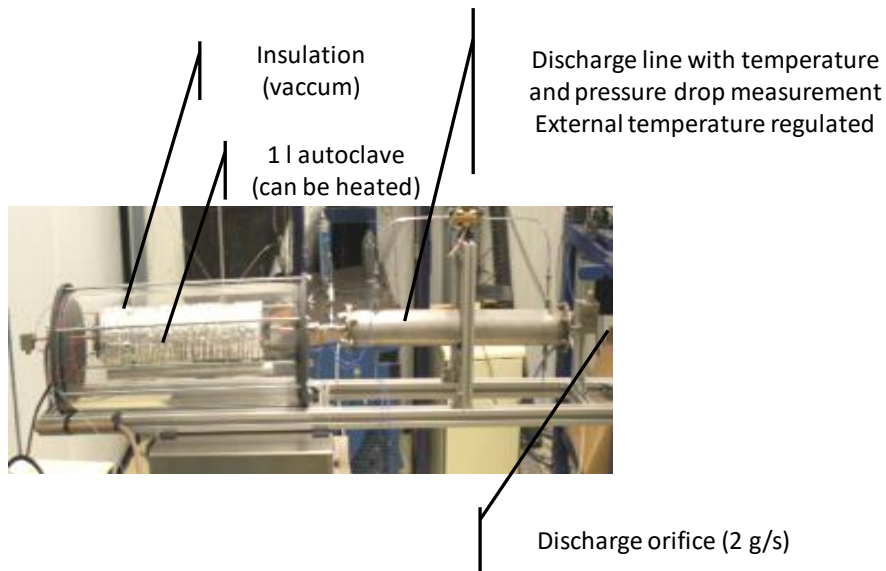 Insulation
(vaccum)
1 l autoclave
(can be heated)
Discharge line with temperature
and pressure drop measurement
External temperature regulated
Discharge orifice (2 g/s)